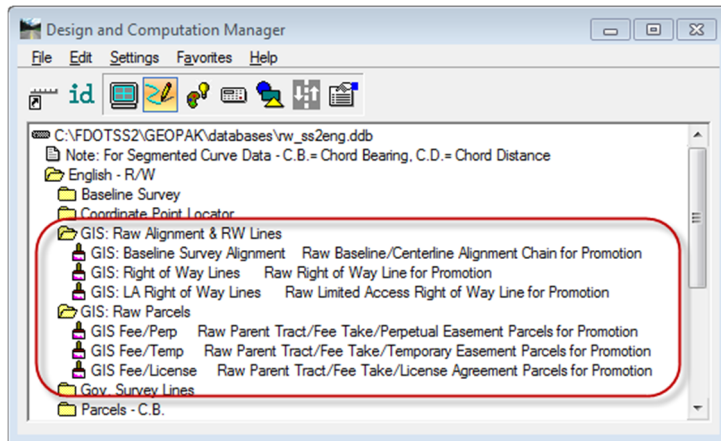 Design and Computation Manager
File Edit Settings Favorites Help
id
C:\FDOTSS2\GEOPAK\databases\rw_ss2eng.ddb
Note: For Segmented Curve Data - C.B.= Chord Bearing, C.D.= Chord Distance
English - R/W
Baseline Survey
Coordinate Point Locator
GIS: Raw Alignment & RW Lines
GIS: Baseline Survey Alignment Raw Baseline/Centerline Alignment Chain for Promotion
GIS: Right of Way Lines Raw Right of Way Line for Promotion
GIS: LA Right of Way Lines Raw Limited Access Right of Way Line for Promotion
GIS: Raw Parcels
GIS Fee/Perp Raw Parent Tract/Fee Take/Perpetual Easement Parcels for Promotion
GIS Fee/Temp Raw Parent Tract/Fee Take/Temporary Easement Parcels for Promotion
GIS Fee/License Raw Parent Tract/Fee Take/License Agreement Parcels for Promotion
Gov. Survey Lines
Parcels - C.B.